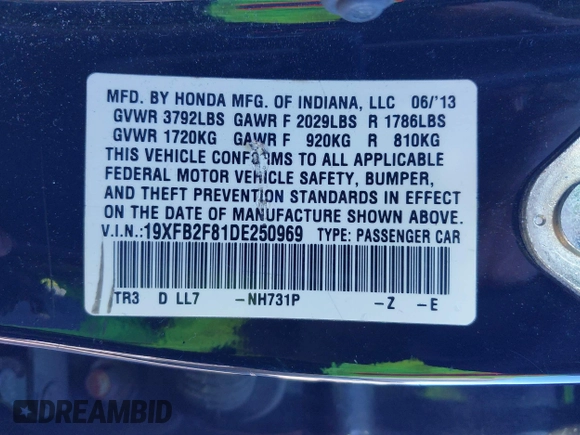 MFD. BY HONDA MFG. OF INDIANA, LLC 06/'13
GVWR 3792LBS GAWR F 2029LBS R 1786LBS
GVWR 1720KG GAWR F 920KG R 810KG
THIS VEHICLE CONFORMS TO ALL APPLICABLE
FEDERAL MOTOR VEHICLE SAFETY, BUMPER,
AND THEFT PREVENTION STANDARDS IN EFFECT
ON THE DATE OF MANUFACTURE SHOWN ABOVE.
V.I.N.:19XFB2F81DE250969 TYPE: PASSENGER CAR
TR3 D LL7 -NH731P -Z -E
DREAMBID